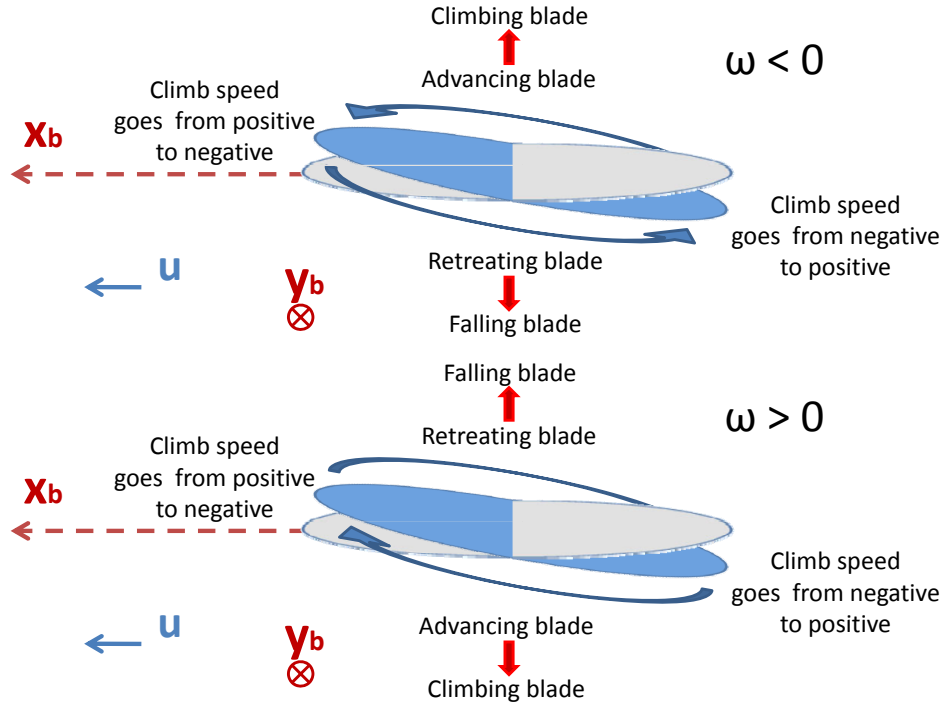 Climbing blade
ω < 0
Advancing blade
Climb speed
goes from positive
to negative
xb
Climb speed
goes from negative
to positive
Retreating blade
u
yb
Falling blade
Falling blade
ω > 0
Retreating blade
Climb speed
goes from positive
to negative
xb
Climb speed
goes from negative
to positive
Advancing blade
u
yb
Climbing blade